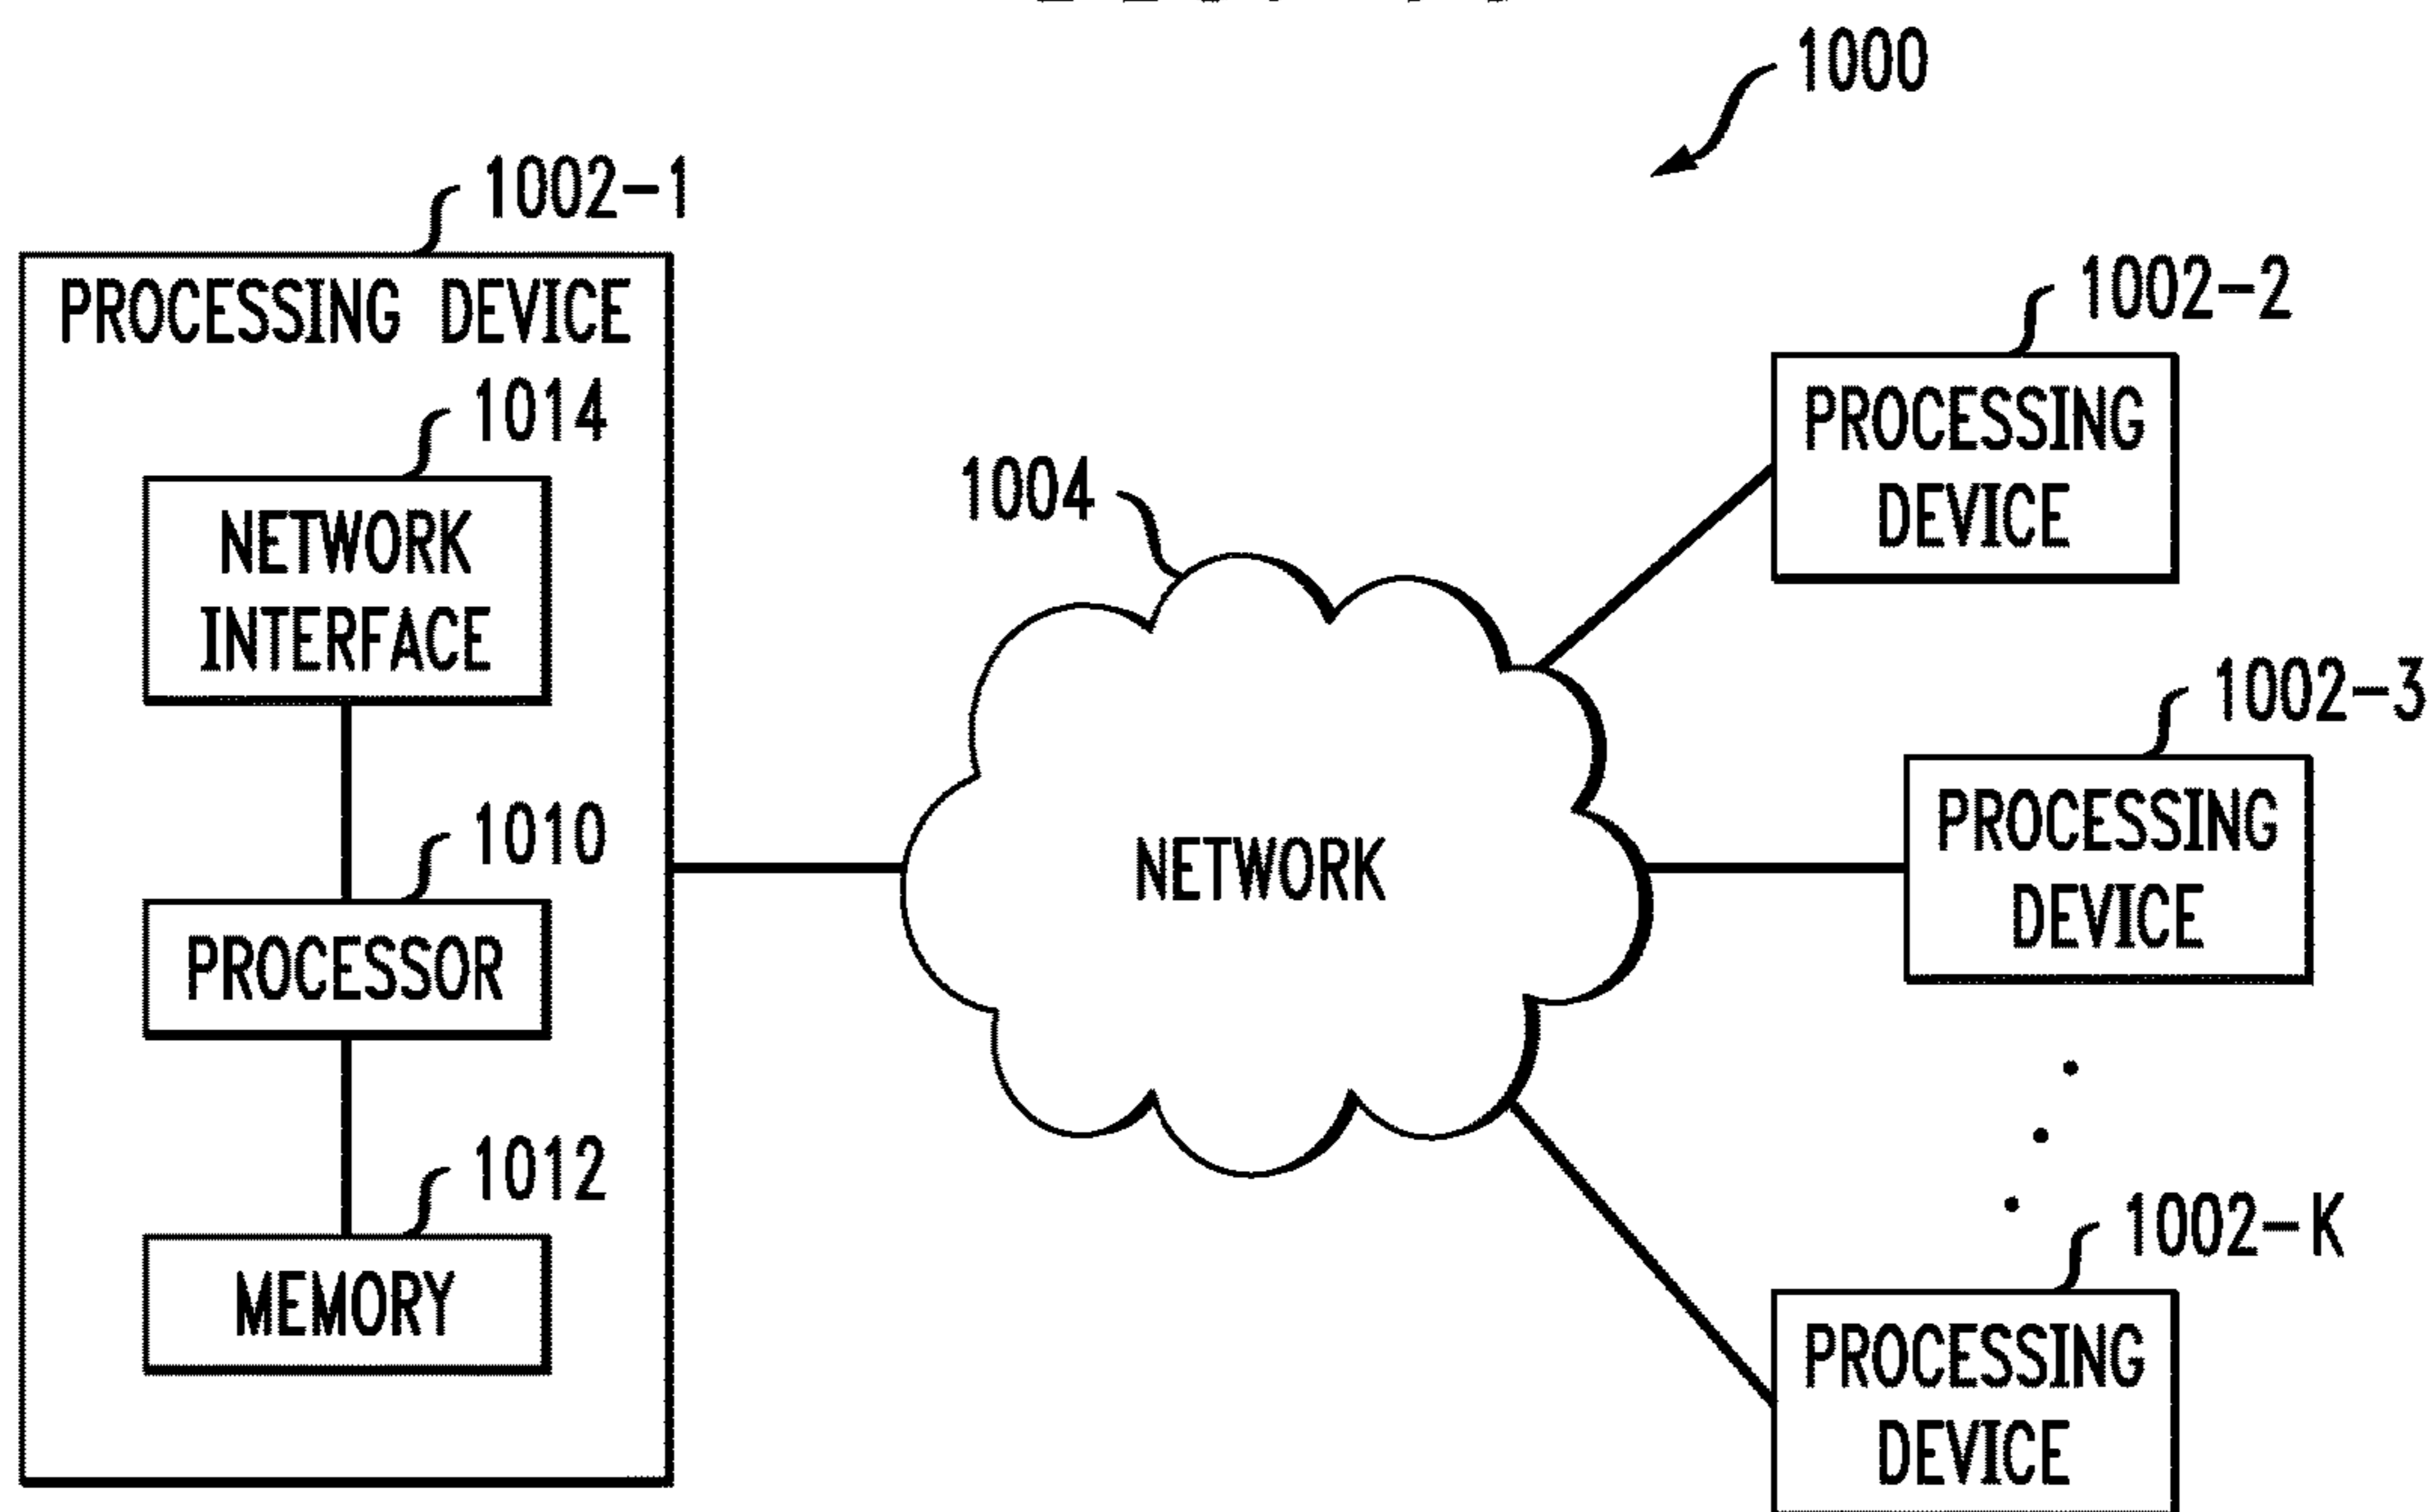 1000
1002-1
PROCESSING DEVICE
1014
NETWORK
INTERFACE
1010
PROCESSOR
1012
MEMORY
1004
NETWORK
1002-2
PROCESSING
DEVICE
1002-3
PROCESSING
DEVICE
1002-K
PROCESSING
DEVICE